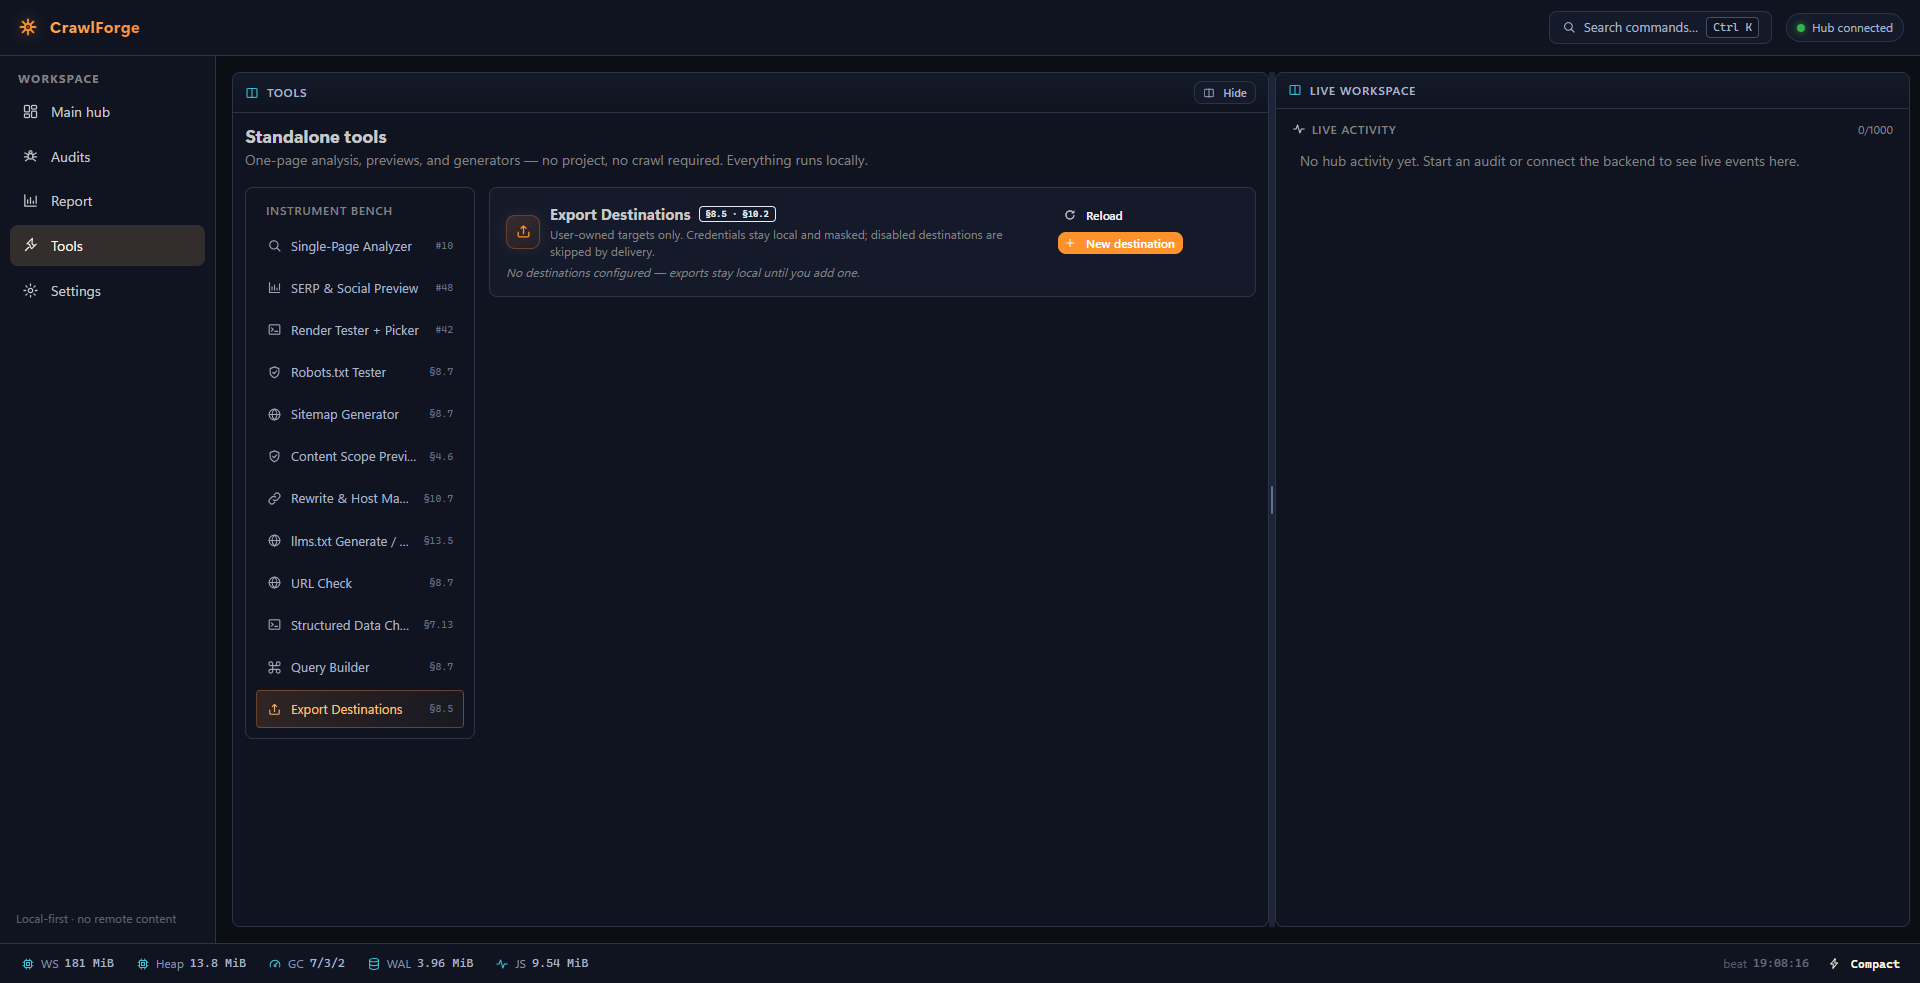 CrawlForge
Search commands... Ctrl K
Hub connected
WORKSPACE
Main hub
Audits
Report
Tools
Settings
Local-first · no remote content
TOOLS
Hide
Standalone tools
One-page analysis, previews, and generators — no project, no crawl required. Everything runs locally.
INSTRUMENT BENCH
Single-Page Analyzer #10
SERP & Social Preview #48
Render Tester + Picker #42
Robots.txt Tester §8.7
Sitemap Generator §8.7
Content Scope Previ... §4.6
Rewrite & Host Ma... §10.7
llms.txt Generate / ... §13.5
URL Check §8.7
Structured Data Ch... §7.13
Query Builder §8.7
Export Destinations §8.5
Export Destinations §8.5 · §10.2
User-owned targets only. Credentials stay local and masked; disabled destinations are
skipped by delivery.
No destinations configured — exports stay local until you add one.
Reload
New destination
LIVE WORKSPACE
LIVE ACTIVITY 0/1000
No hub activity yet. Start an audit or connect the backend to see live events here.
WS 181 MiB Heap 13.8 MiB GC 7/3/2 WAL 3.96 MiB JS 9.54 MiB
beat 19:08:16 Compact